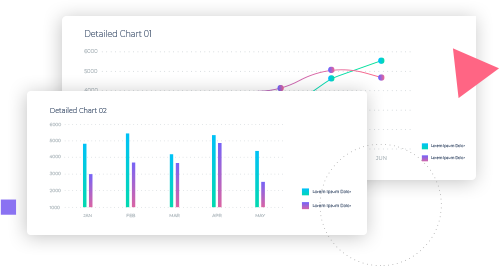 Detailed Chart 01
6000
5000
4000
JUN
Lorem Ipsum Dolor
Lorem Ipsum Dolor
Detailed Chart 02
6000
5000
4000
3000
2000
1000
JAN
FEB
MAR
APR
MAY
Lorem Ipsum Dolor
Lorem Ipsum Dolor